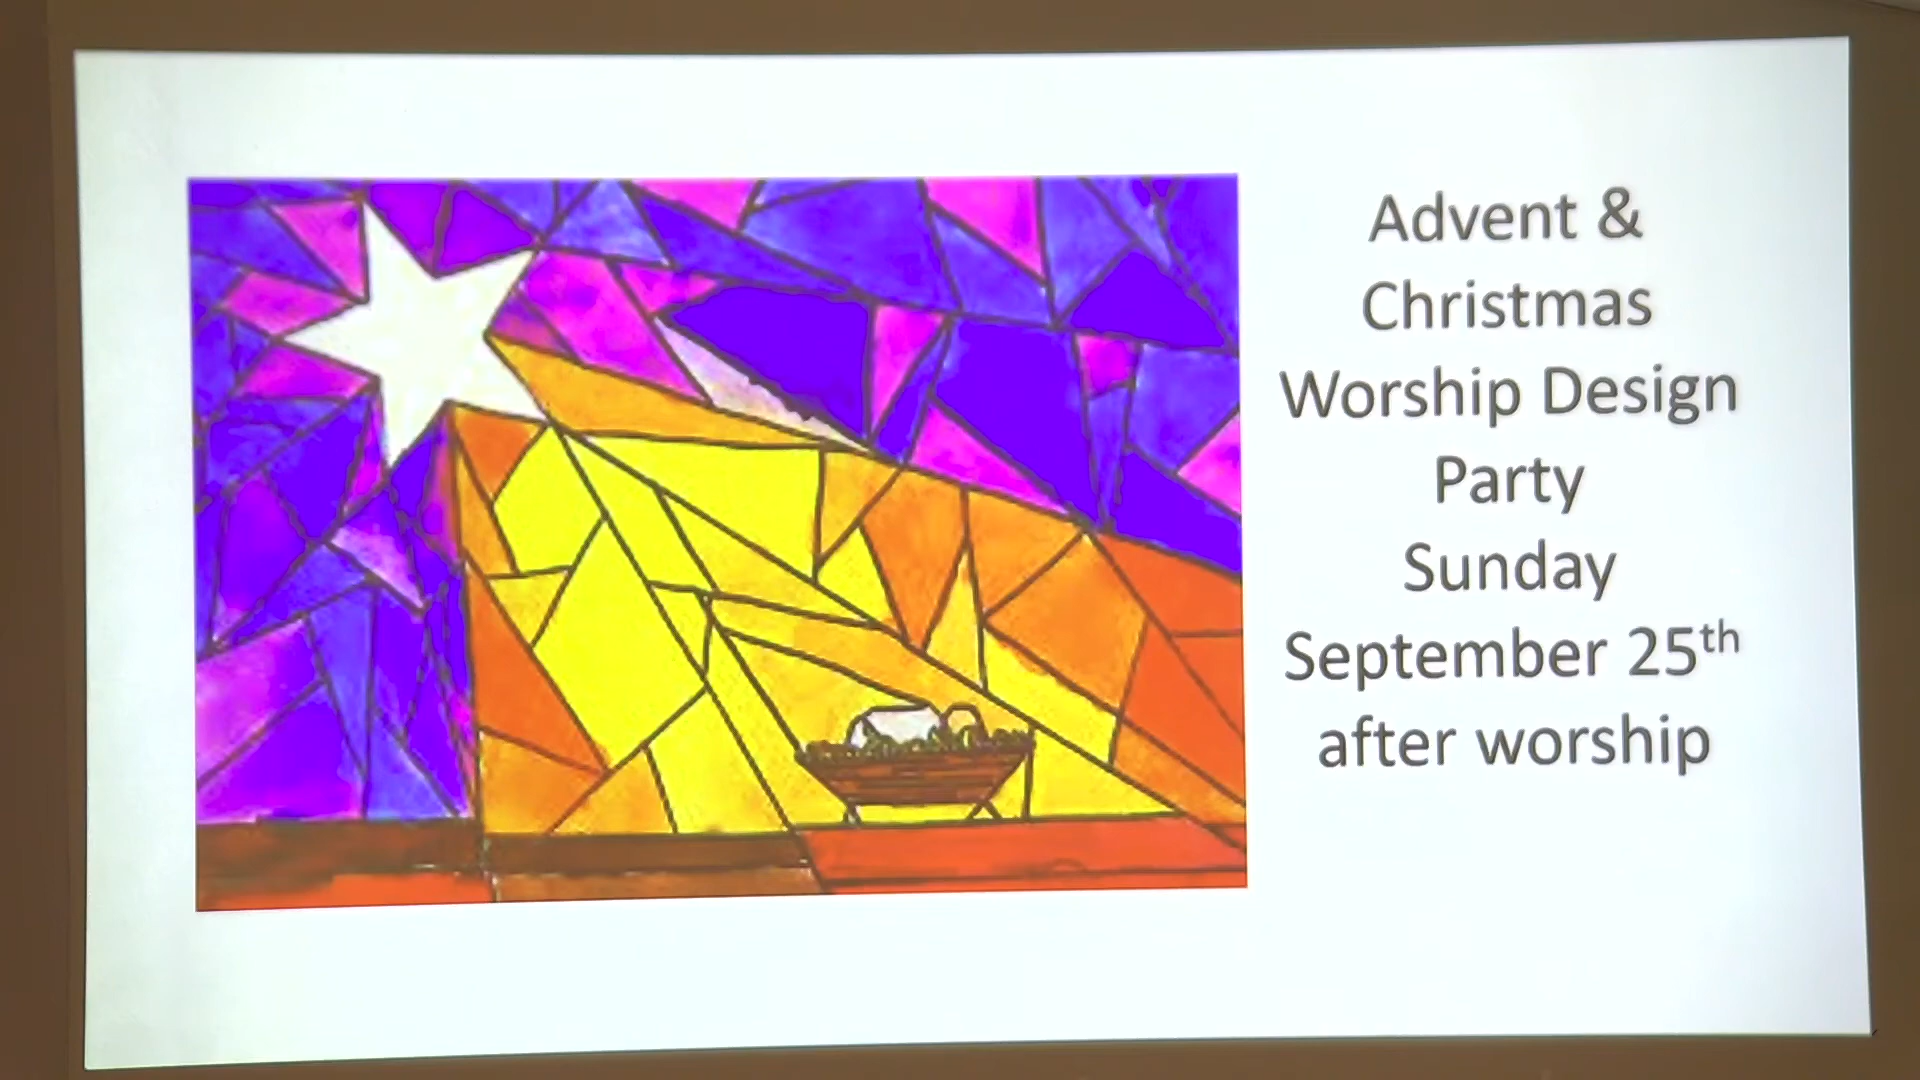 Advent &
Christmas
Worship Design
Party
Sunday
September 25th
after worship